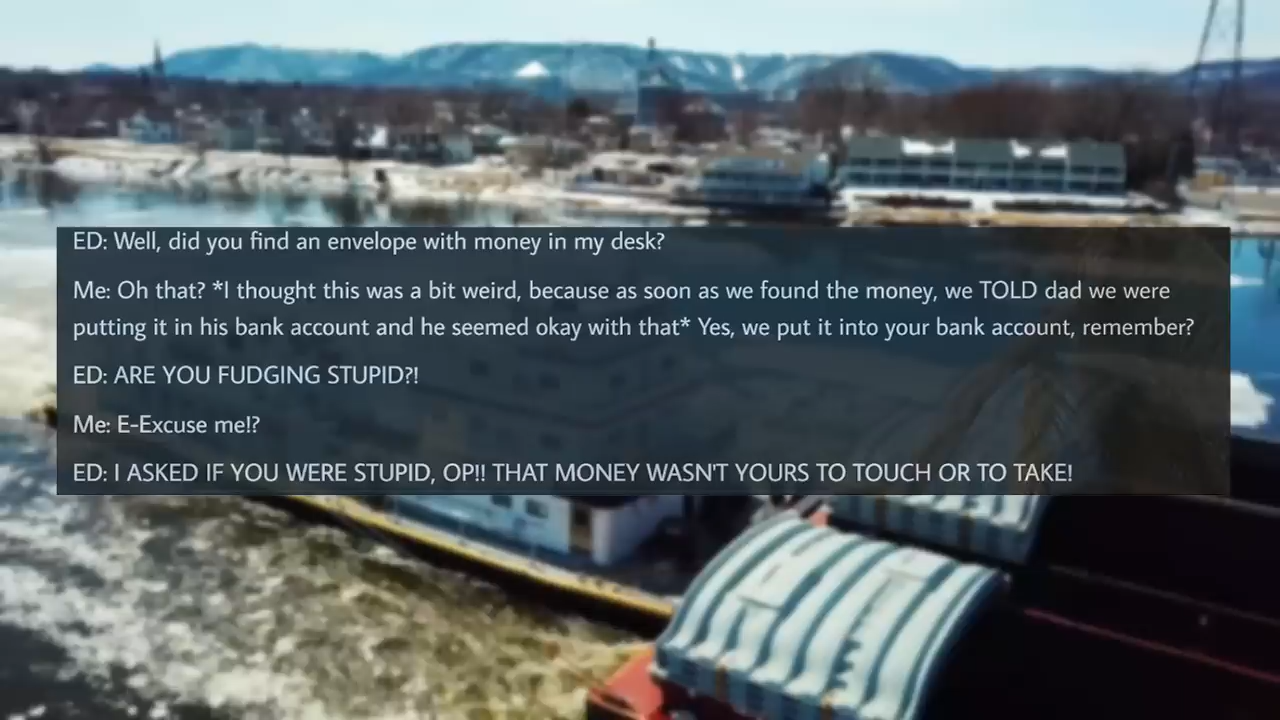 ED: Well, did you find an envelope with money in my desk?
Me: Oh that? *I thought this was a bit weird, because as soon as we found the money, we TOLD dad we were
putting it in his bank account and he seemed okay with that* Yes, we put it into your bank account, remember?
ED: ARE YOU FUDGING STUPID?!
Me: E-Excuse me!?
ED: I ASKED IF YOU WERE STUPID, OP!! THAT MONEY WASN'T YOURS TO TOUCH OR TO TAKE!